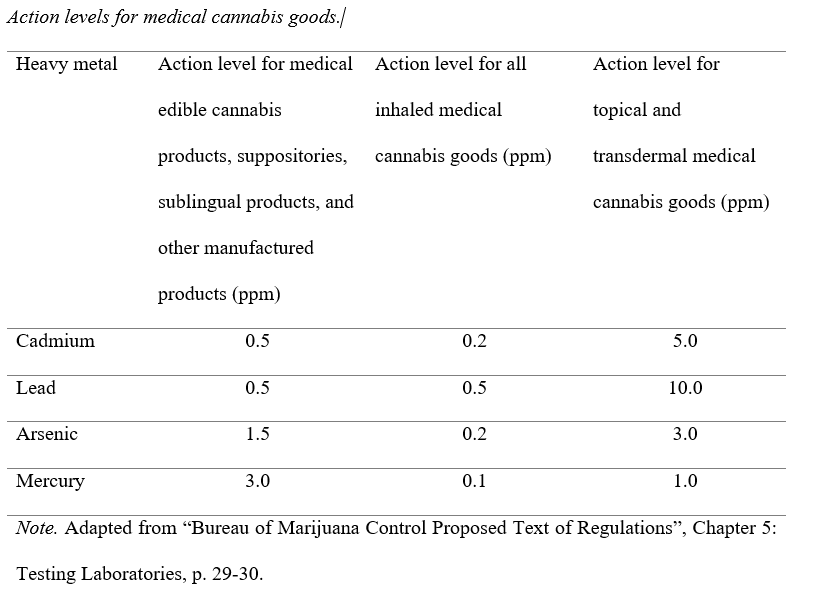 Action levels for medical cannabis goods.
Heavy metal Action level for medical edible cannabis products, suppositories, sublingual products, and other manufactured products (ppm) Action level for all inhaled medical cannabis goods (ppm) Action level for topical and transdermal medical cannabis goods (ppm)
Cadmium 0.5 0.2 5.0
Lead 0.5 0.5 10.0
Arsenic 1.5 0.2 3.0
Mercury 3.0 0.1 1.0
Note. Adapted from “Bureau of Marijuana Control Proposed Text of Regulations”, Chapter 5:
Testing Laboratories, p. 29-30.